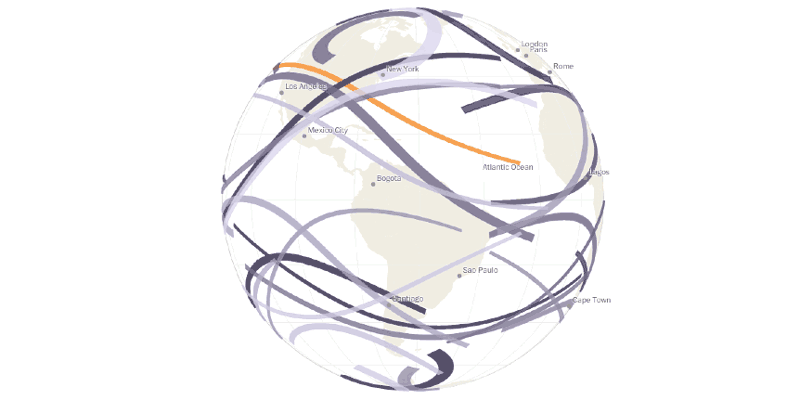 London
Paris
Rome
New York
Los Angeles
Mexico City
Atlantic Ocean
Lagos
Bogota
Sao Paulo
Santiago
Cape Town